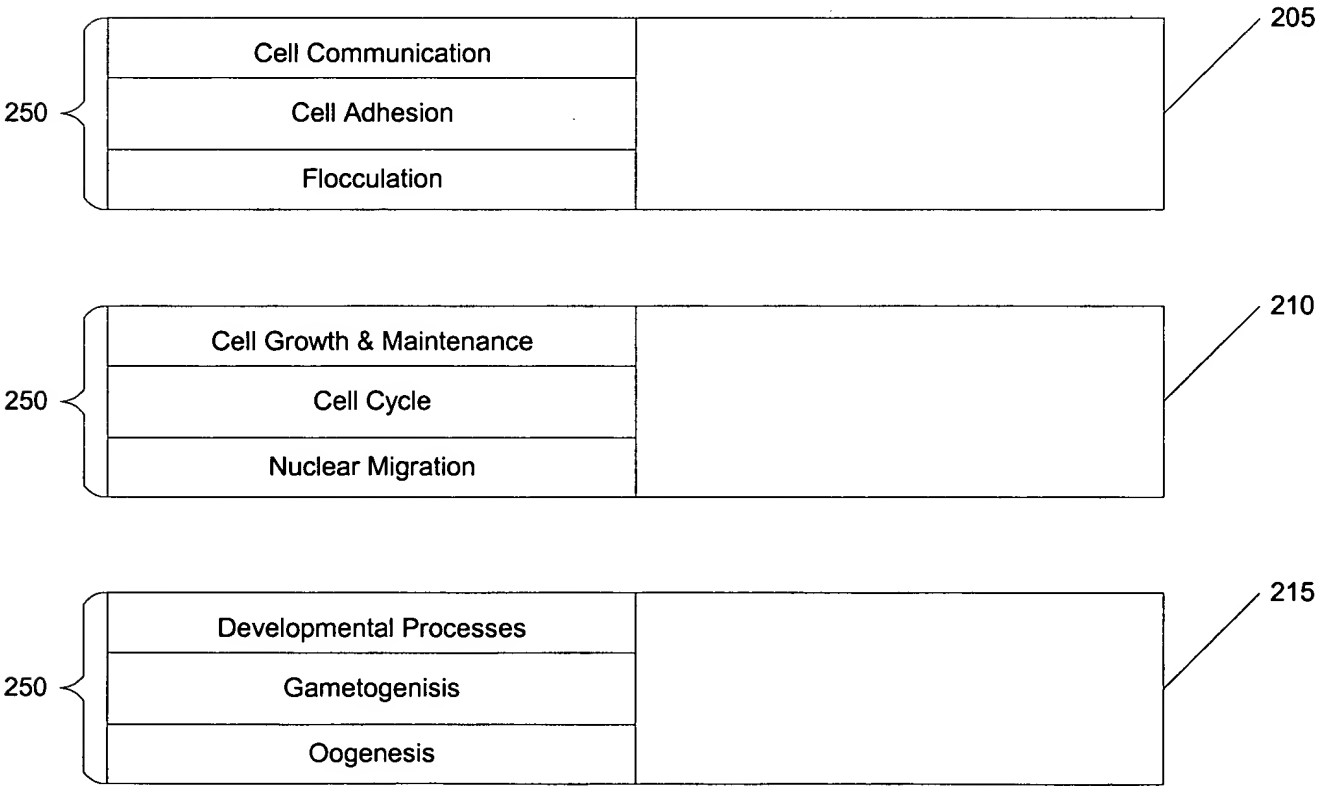 205
Cell Communication
250
Cell Adhesion
Flocculation
210
Cell Growth & Maintenance
250
Cell Cycle
Nuclear Migration
215
Developmental Processes
250
Gametogenisis
Oogenesis